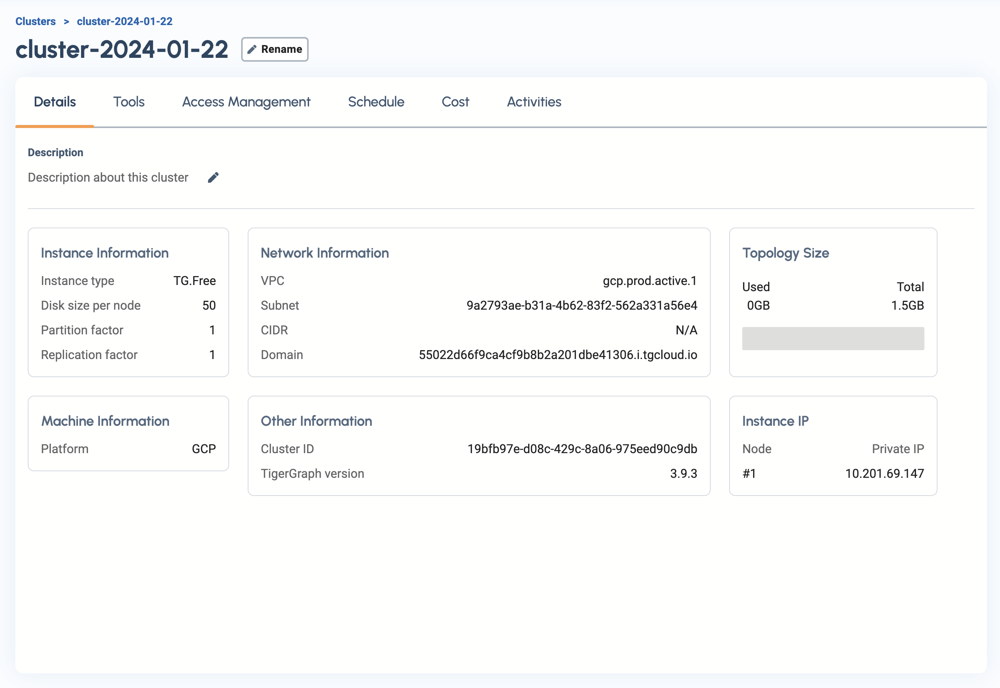 Clusters > cluster-2024-01-22
cluster-2024-01-22 Rename
Details Tools Access Management Schedule Cost Activities
Description
Description about this cluster
Instance Information
Instance type TG.Free
Disk size per node 50
Partition factor 1
Replication factor 1
Network Information
VPC gcp.prod.active.1
Subnet 9a2793ae-b31a-4b62-83f2-562a331a56e4
CIDR N/A
Domain 55022d66f9ca4cf9b8b2a201dbe41306.i.tgcloud.io
Topology Size
Used Total
0GB 1.5GB
Machine Information
Platform GCP
Other Information
Cluster ID 19bfb97e-d08c-429c-8a06-975eed90c9db
TigerGraph version 3.9.3
Instance IP
Node Private IP
#1 10.201.69.147